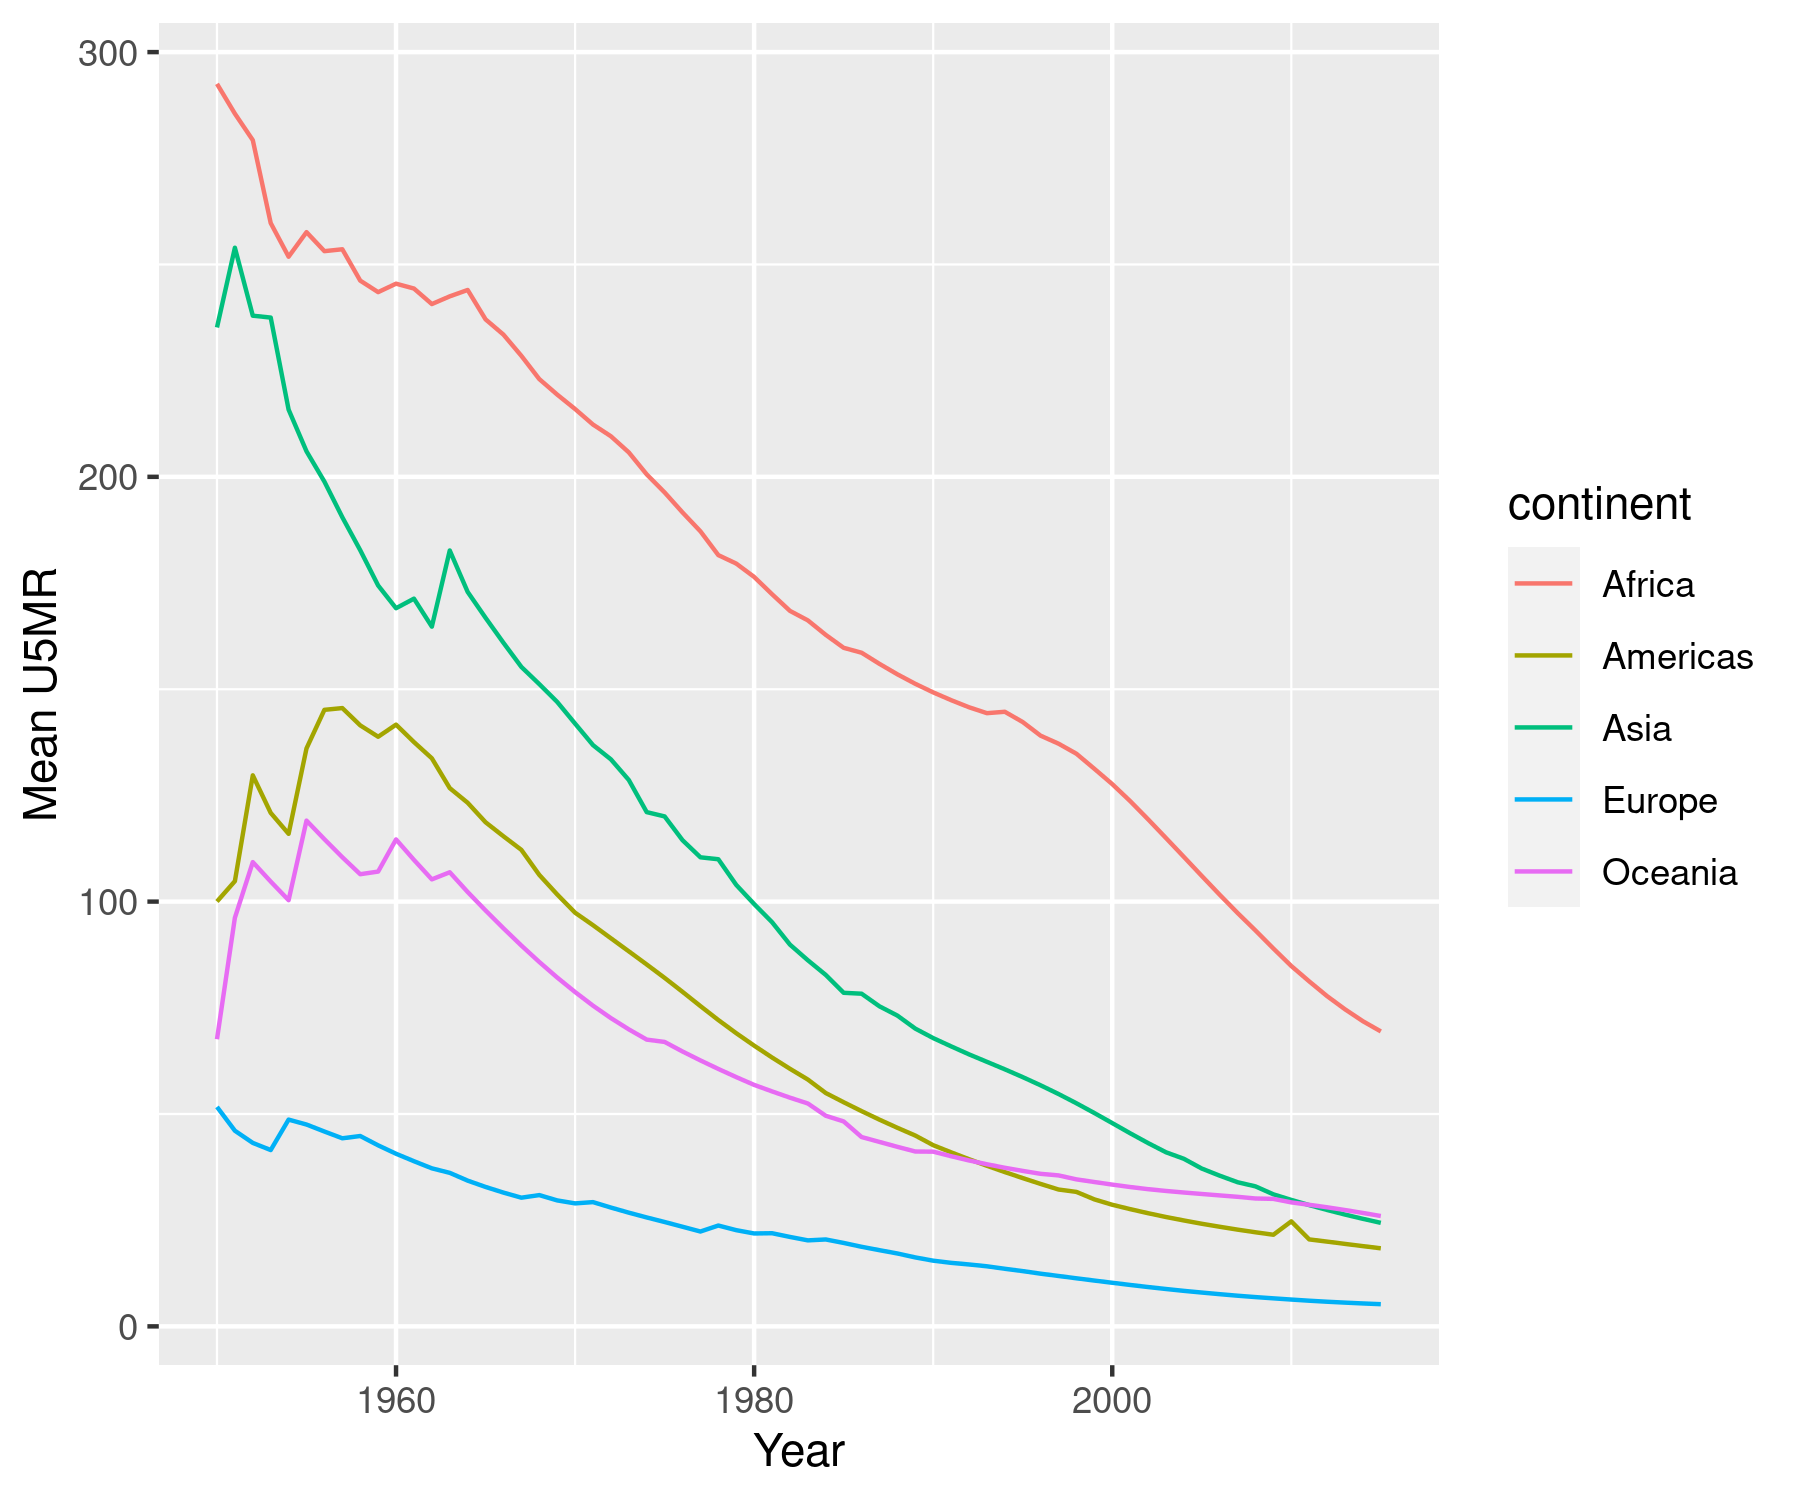 300
200
100
0
Mean U5MR
1960 1980 2000
Year
continent
Africa
Americas
Asia
Europe
Oceania